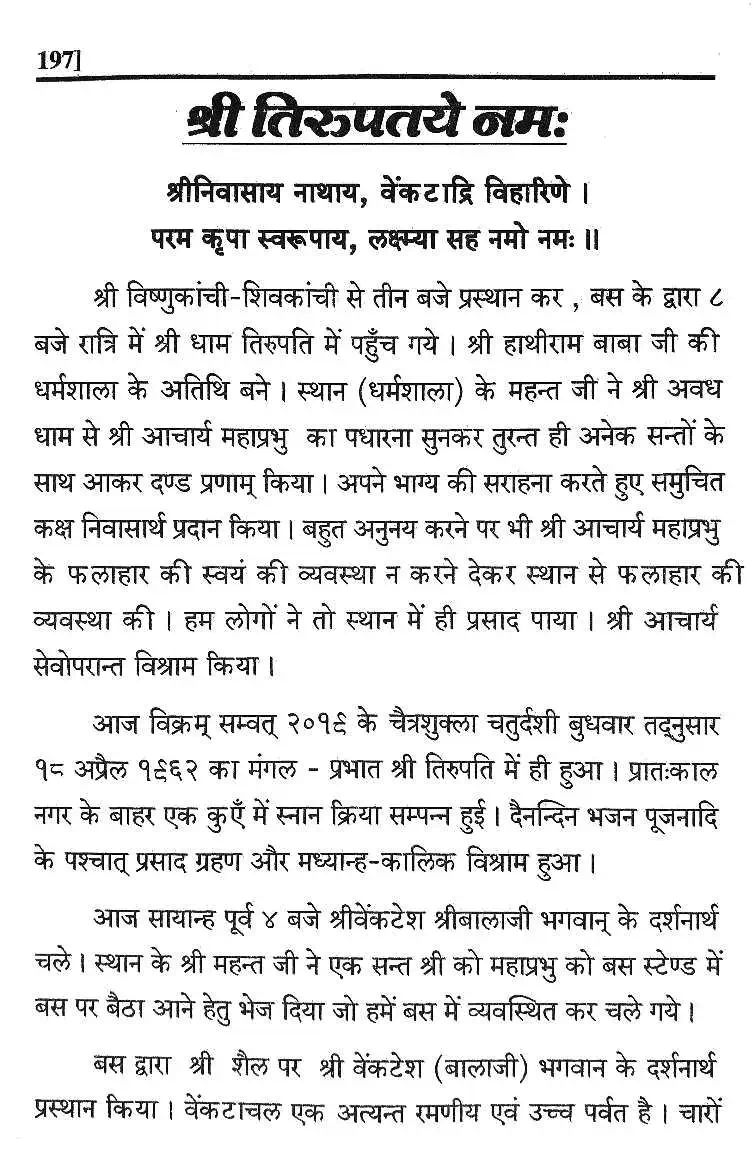 197]
श्री तिरुपतये नमः
श्रीनिवासाय नाथाय, वेंकटाद्रि विहारिणे ।
परम कृपा स्वरूपाय, लक्ष्म्या सह नमो नमः ॥
श्री विष्णुकांची-शिवकांची से तीन बजे प्रस्थान कर , बस के द्वारा ८
बजे रात्रि में श्री धाम तिरुपति में पहुँच गये । श्री हाथीराम बाबा जी की
धर्मशाला के अतिथि बने । स्थान (धर्मशाला) के महन्त जी ने श्री अवध
धाम से श्री आचार्य महाप्रभु का पधारना सुनकर तुरन्त ही अनेक सन्तों के
साथ आकर दण्ड प्रणाम् किया । अपने भाग्य की सराहना करते हुए समुचित
कक्ष निवासार्थ प्रदान किया । बहुत अनुनय करने पर भी श्री आचार्य महाप्रभु
के फलाहार की स्वयं की व्यवस्था न करने देकर स्थान से फलाहार की
व्यवस्था की । हम लोगों ने तो स्थान में ही प्रसाद पाया । श्री आचार्य
सेवोपरान्त विश्राम किया ।
आज विक्रम् सम्वत् २०१९ के चैत्रशुक्ला चतुर्दशी बुधवार तद्नुसार
१८ अप्रैल १९६२ का मंगल - प्रभात श्री तिरुपति में ही हुआ । प्रातःकाल
नगर के बाहर एक कुएँ में स्नान क्रिया सम्पन्न हुई । दैनन्दिन भजन पूजनादि
के पश्चात् प्रसाद ग्रहण और मध्यान्ह-कालिक विश्राम हुआ ।
आज सायान्ह पूर्व ४ बजे श्रीवेंकटेश श्रीबालाजी भगवान् के दर्शनार्थ
चले । स्थान के श्री महन्त जी ने एक सन्त श्री को महाप्रभु को बस स्टेण्ड में
बस पर बैठा आने हेतु भेज दिया जो हमें बस में व्यवस्थित कर चले गये ।
बस द्वारा श्री शैल पर श्री वेंकटेश (बालाजी) भगवान के दर्शनार्थ
प्रस्थान किया । वेंकटाचल एक अत्यन्त रमणीय एवं उच्च पर्वत है । चारों